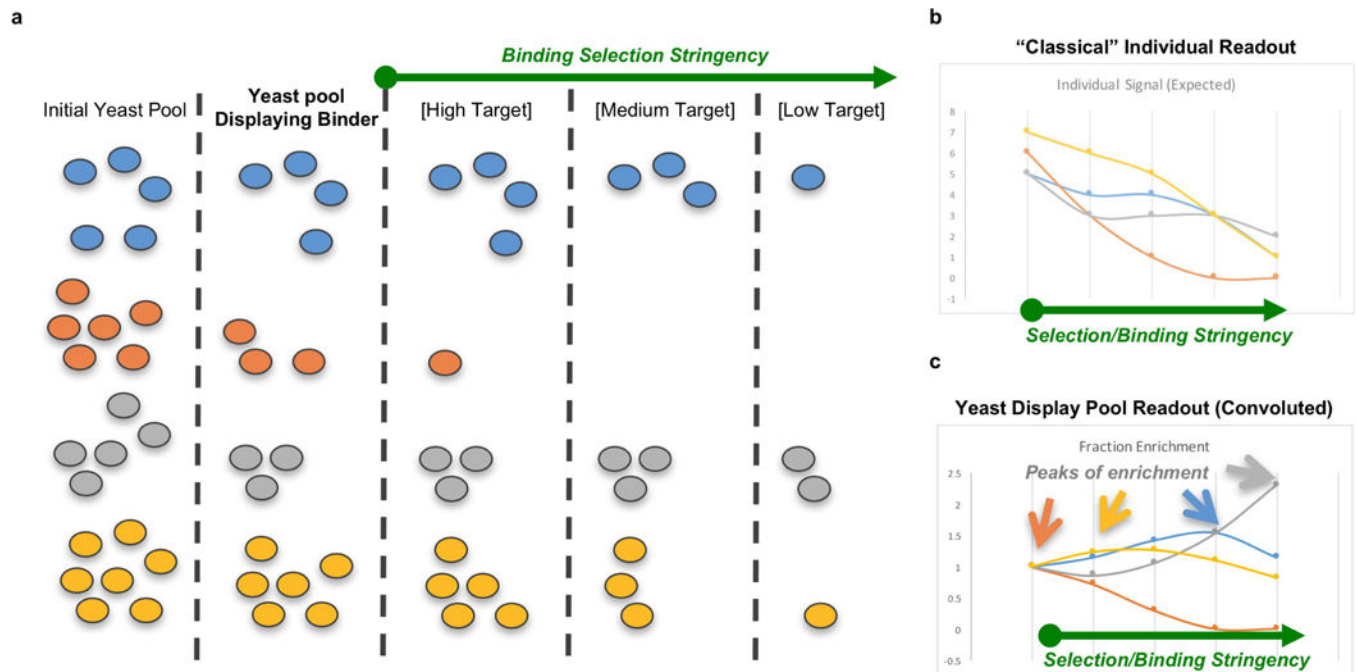 a
Binding Selection Stringency
Initial Yeast Pool
Yeast pool
Displaying Binder
[High Target]
[Medium Target]
[Low Target]
b
“Classical” Individual Readout
Individual Signal (Expected)
8
7
6
5
4
3
2
1
0
-1
Selection/Binding Stringency
c
Yeast Display Pool Readout (Convoluted)
Fraction Enrichment
Peaks of enrichment
2.5
2
1.5
1
0.5
0
-0.5
Selection/Binding Stringency